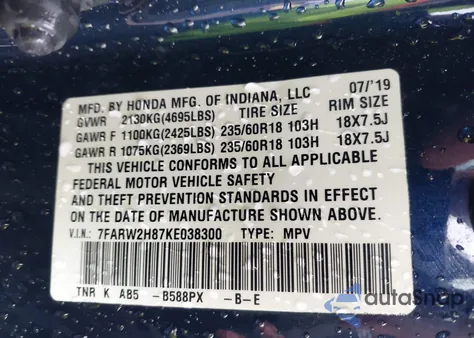 MFD. BY HONDA MFG. OF INDIANA, LLC 07/'19
GVWR 2130KG(4695LBS) TIRE SIZE RIM SIZE
GAWR F 1100KG(2425LBS) 235/60R18 103H 18X7.5J
GAWR R 1075KG(2369LBS) 235/60R18 103H 18X7.5J
THIS VEHICLE CONFORMS TO ALL APPLICABLE
FEDERAL MOTOR VEHICLE SAFETY
AND THEFT PREVENTION STANDARDS IN EFFECT
ON THE DATE OF MANUFACTURE SHOWN ABOVE.
V.I.N.: 7FARW2H87KE038300 TYPE: MPV
TNR K AB5 -B588PX -B-E
autaSnap